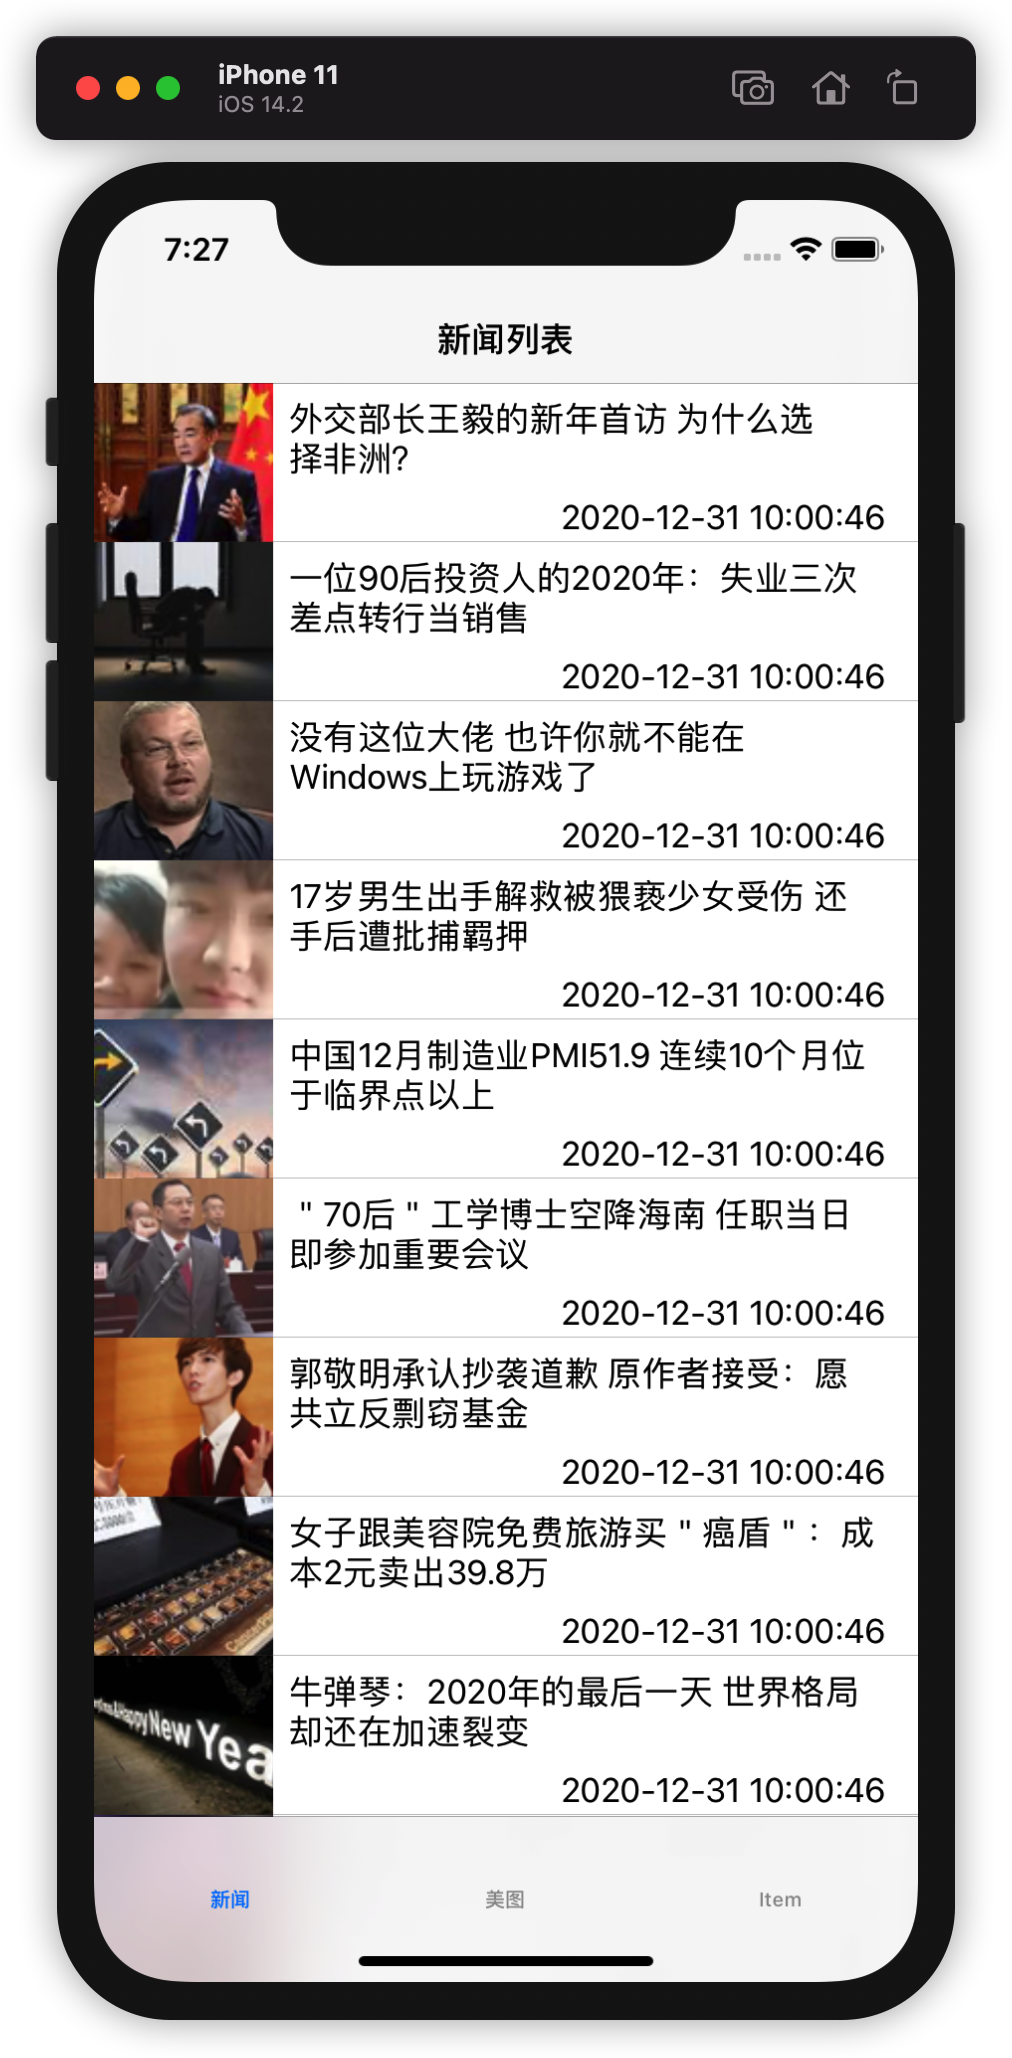 iPhone 11
iOS 14.2
7:27
新闻列表
外交部长王毅的新年首访 为什么选
择非洲?
2020-12-31 10:00:46
一位90后投资人的2020年：失业三次
差点转行当销售
2020-12-31 10:00:46
没有这位大佬 也许你就不能在
Windows上玩游戏了
2020-12-31 10:00:46
17岁男生出手解救被猥亵少女受伤 还
手后遭批捕羁押
2020-12-31 10:00:46
中国12月制造业PMI51.9 连续10个月位
于临界点以上
2020-12-31 10:00:46
＂70后＂工学博士空降海南 任职当日
即参加重要会议
2020-12-31 10:00:46
郭敬明承认抄袭道歉 原作者接受：愿
共立反剽窃基金
2020-12-31 10:00:46
女子跟美容院免费旅游买＂癌盾＂：成
本2元卖出39.8万
2020-12-31 10:00:46
牛弹琴：2020年的最后一天 世界格局
却还在加速裂变
2020-12-31 10:00:46
&Happy New Yea
新闻
美图
Item